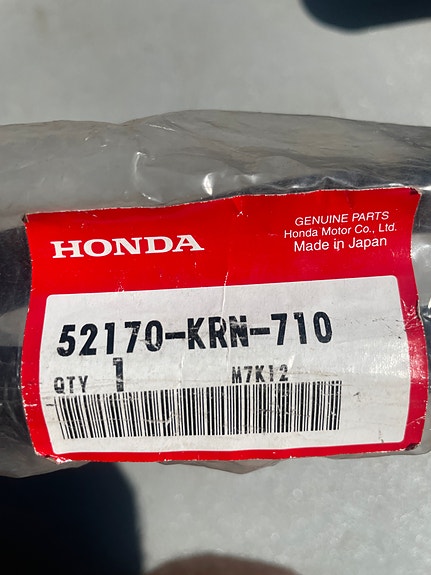 HONDA
GENUINE PARTS
Honda Motor Co., Ltd.
Made in Japan
52170-KRN-710
QTY 1 M7K12